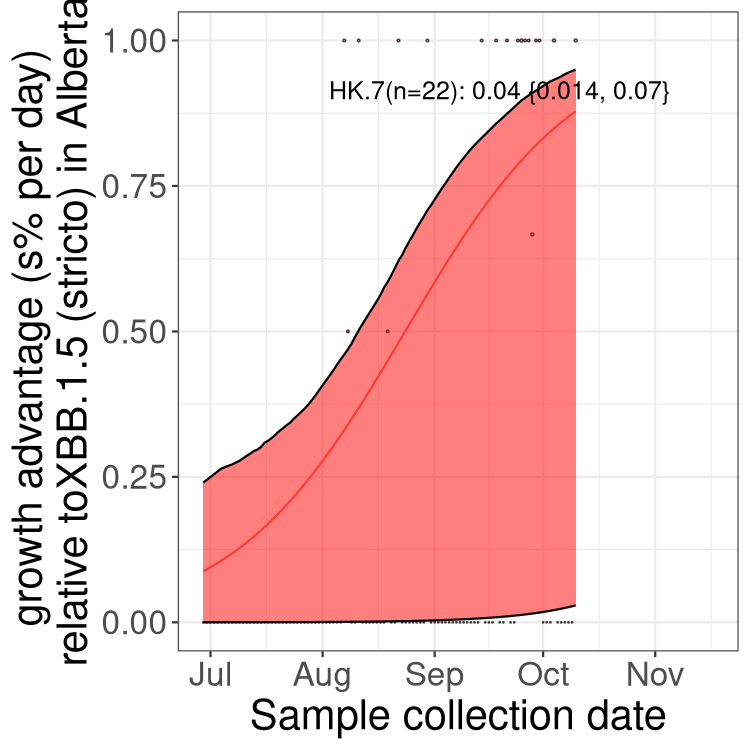 growth advantage (s% per day)
relative toXBB.1.5 (stricto) in Alberta
1.00
0.75
0.50
0.25
0.00
HK.7(n=22): 0.04 {0.014, 0.07}
Jul Aug Sep Oct Nov
Sample collection date